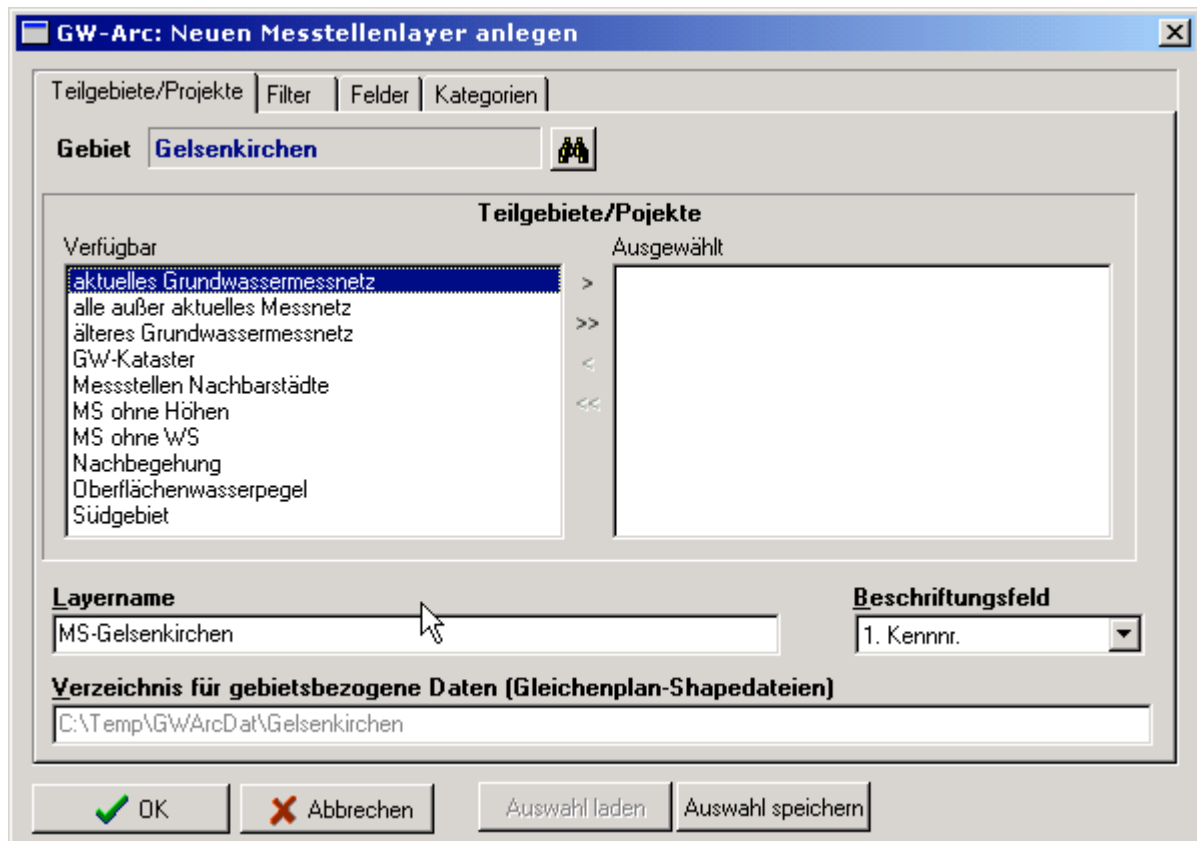 GW-Arc: Neuen Messtellenlayer anlegen
Teilgebiete/Projekte Filter Felder Kategorien
Gebiet Gelsenkirchen
Teilgebiete/Pojekte
Verfügbar Ausgewählt
aktuelles Grundwassermessnetz >
alle außer aktuelles Messnetz
älteres Grundwassermessnetz >>
GW-Kataster <
Messstellen Nachbarstädte <<
MS ohne Höhen
MS ohne WS
Nachbegehung
Oberflächenwasserpegel
Südgebiet
Layername Beschriftungsfeld
MS-Gelsenkirchen 1. Kennnr.
Verzeichnis für gebietsbezogene Daten (Gleichenplan-Shapedateien)
C:\Temp\GWArcDat\Gelsenkirchen
OK Abbrechen Auswahl laden Auswahl speichern